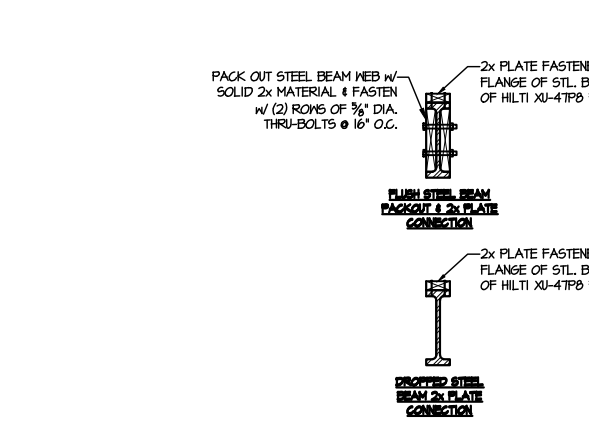 PACK OUT STEEL BEAM WEB W/
SOLID 2x MATERIAL & FASTEN
W/ (2) ROWS OF 5/8" DIA.
THRU-BOLTS @ 16" O.C.
2x PLATE FASTENE
FLANGE OF STL. B
OF HILTI XU-47P8
FLUSH STEEL BEAM
PACKOUT & 2x PLATE
CONNECTION
2x PLATE FASTENE
FLANGE OF STL. B
OF HILTI XU-47P8
DROPPED STEEL
BEAM 2x PLATE
CONNECTION